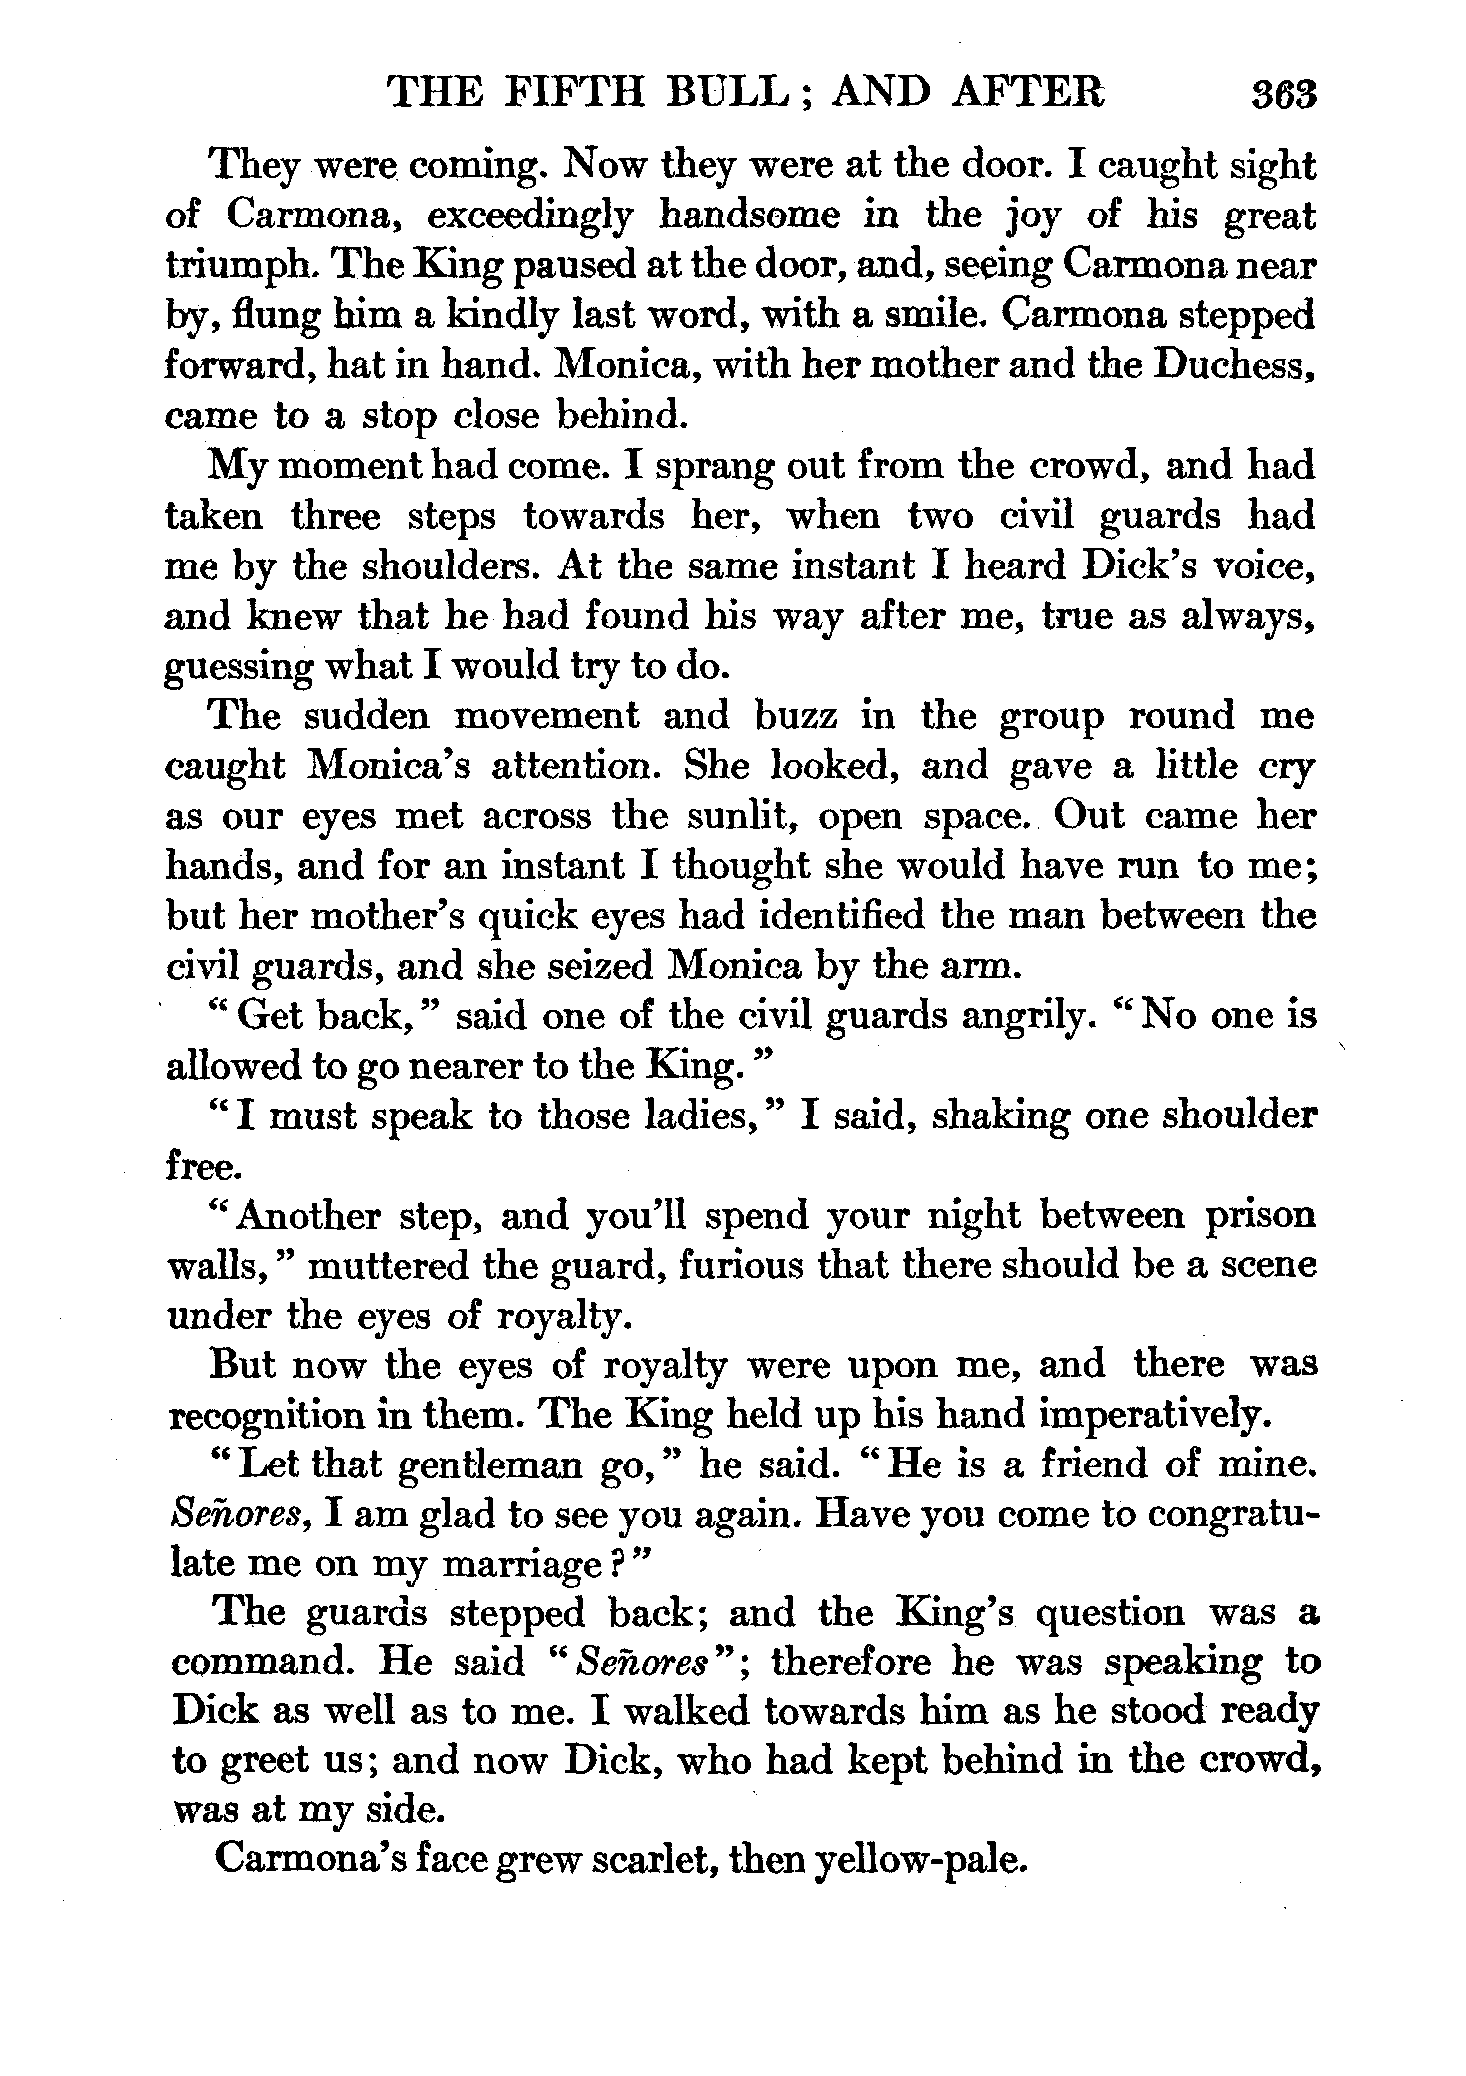 THE FIFTH BULL; AND AFTER 363
They were coming. Now they were at the door. I caught sight
of Carmona, exceedingly handsome in the joy of his great
triumph. The King paused at the door, and, seeing Carmona near
by, flung him a kindly last word, with a smile. Carmona stepped
forward, hat in hand. Monica, with her mother and the Duchess,
came to a stop close behind.
My moment had come. I sprang out from the crowd, and had
taken three steps towards her, when two civil guards had
me by the shoulders. At the same instant I heard Dick's voice,
and knew that he had found his way after me, true as always,
guessing what I would try to do.
The sudden movement and buzz in the group round me
caught Monica's attention. She looked, and gave a little cry
as our eyes met across the sunlit, open space. Out came her
hands, and for an instant I thought she would have run to me;
but her mother's quick eyes had identified the man between the
civil guards, and she seized Monica by the arm.
"Get back," said one of the civil guards angrily. "No one is
allowed to go nearer to the King."
"I must speak to those ladies," I said, shaking one shoulder
free.
"Another step, and you'll spend your night between prison
walls," muttered the guard, furious that there should be a scene
under the eyes of royalty.
But now the eyes of royalty were upon me, and there was
recognition in them. The King held up his hand imperatively.
"Let that gentleman go," he said. "He is a friend of mine.
Señores, I am glad to see you again. Have you come to congratu-
late me on my marriage?"
The guards stepped back; and the King's question was a
command. He said "Señores"; therefore he was speaking to
Dick as well as to me. I walked towards him as he stood ready
to greet us; and now Dick, who had kept behind in the crowd,
was at my side.
Carmona's face grew scarlet, then yellow-pale.